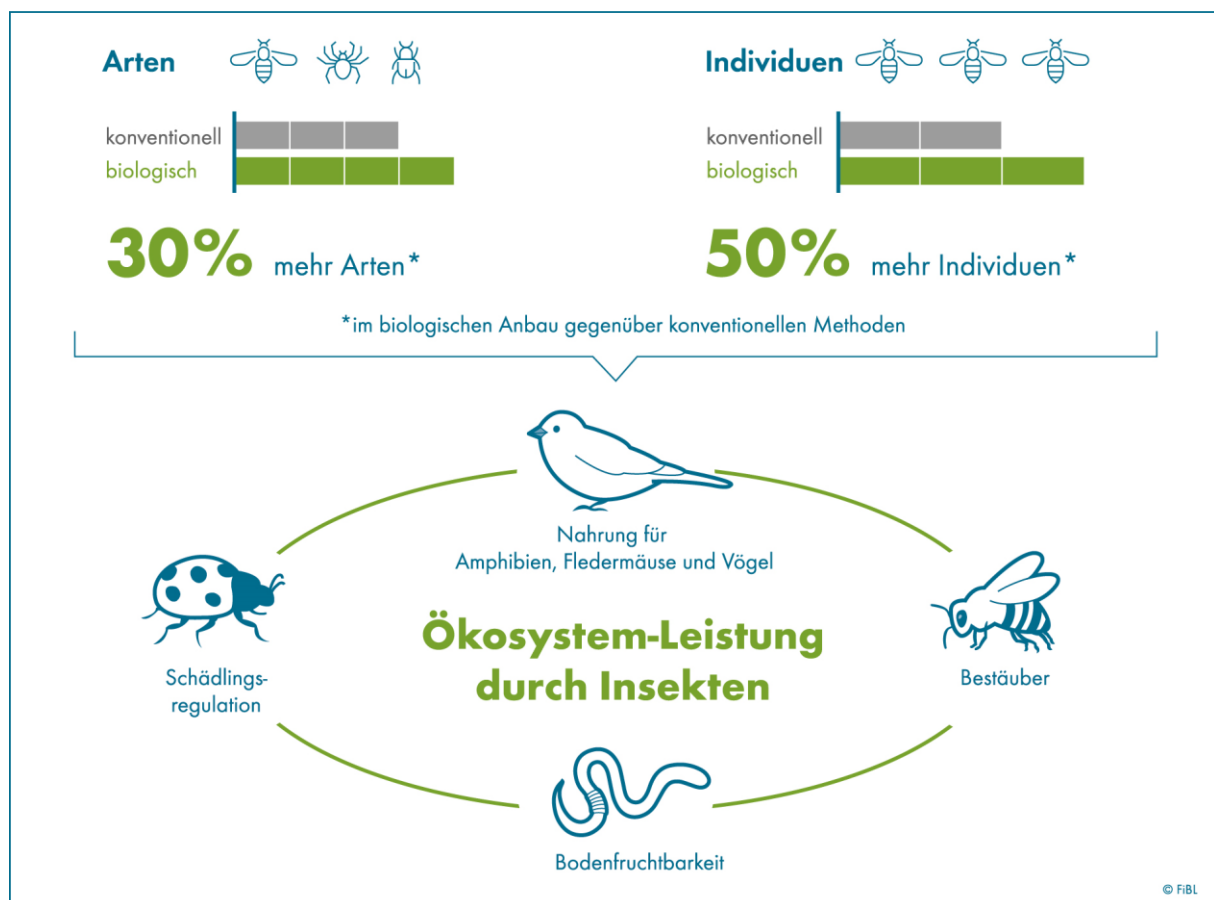 Arten
konventionell
biologisch
30% mehr Arten*
Individuen
konventionell
biologisch
50% mehr Individuen*
*im biologischen Anbau gegenüber konventionellen Methoden
Nahrung für
Amphibien, Fledermäuse und Vögel
Schädlings-
regulation
Ökosystem-Leistung
durch Insekten
Bestäuber
Bodenfruchtbarkeit
© FiBL